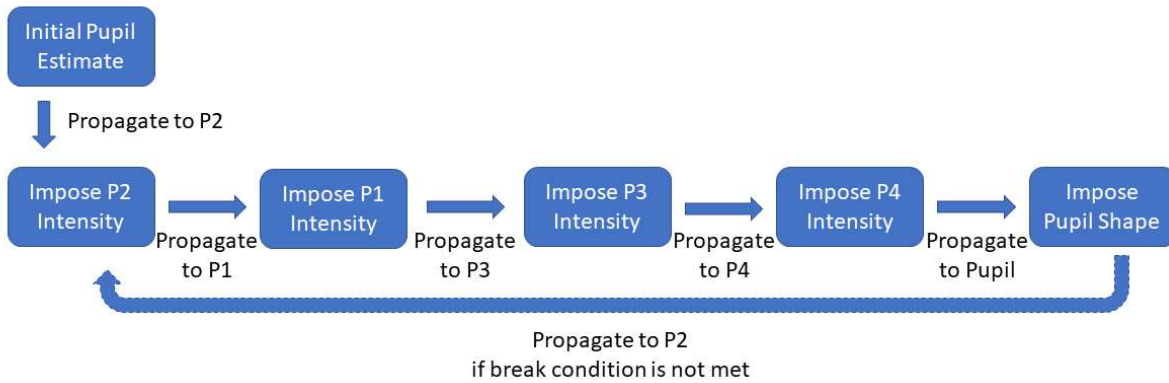 Initial Pupil
Estimate
Propagate to P2
Impose P2
Intensity
Propagate
to P1
Impose P1
Intensity
Propagate
to P3
Impose P3
Intensity
Propagate
to P4
Impose P4
Intensity
Propagate
to Pupil
Impose
Pupil Shape
Propagate to P2
if break condition is not met